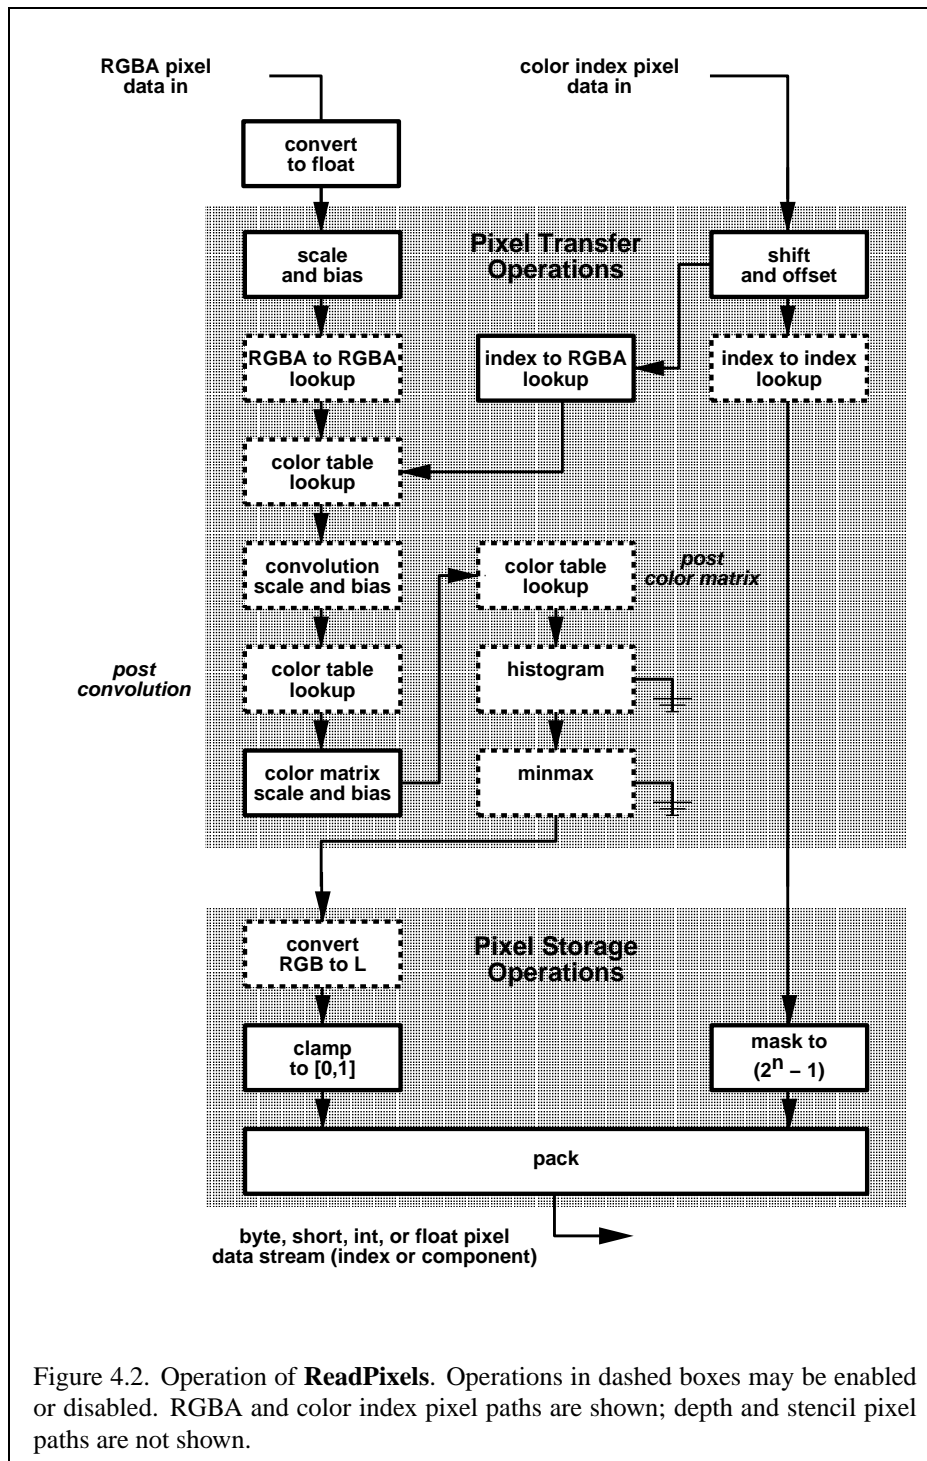 RGBA pixel
data in
color index pixel
data in
convert
to float
Pixel Transfer
Operations
scale
and bias
shift
and offset
RGBA to RGBA
lookup
index to RGBA
lookup
index to index
lookup
color table
lookup
convolution
scale and bias
color table
lookup
post
color matrix
post
convolution
color table
lookup
histogram
color matrix
scale and bias
minmax
Pixel Storage
Operations
convert
RGB to L
clamp
to [0,1]
mask to
(2ⁿ – 1)
pack
byte, short, int, or float pixel
data stream (index or component)
Figure 4.2. Operation of ReadPixels. Operations in dashed boxes may be enabled
or disabled. RGBA and color index pixel paths are shown; depth and stencil pixel
paths are not shown.